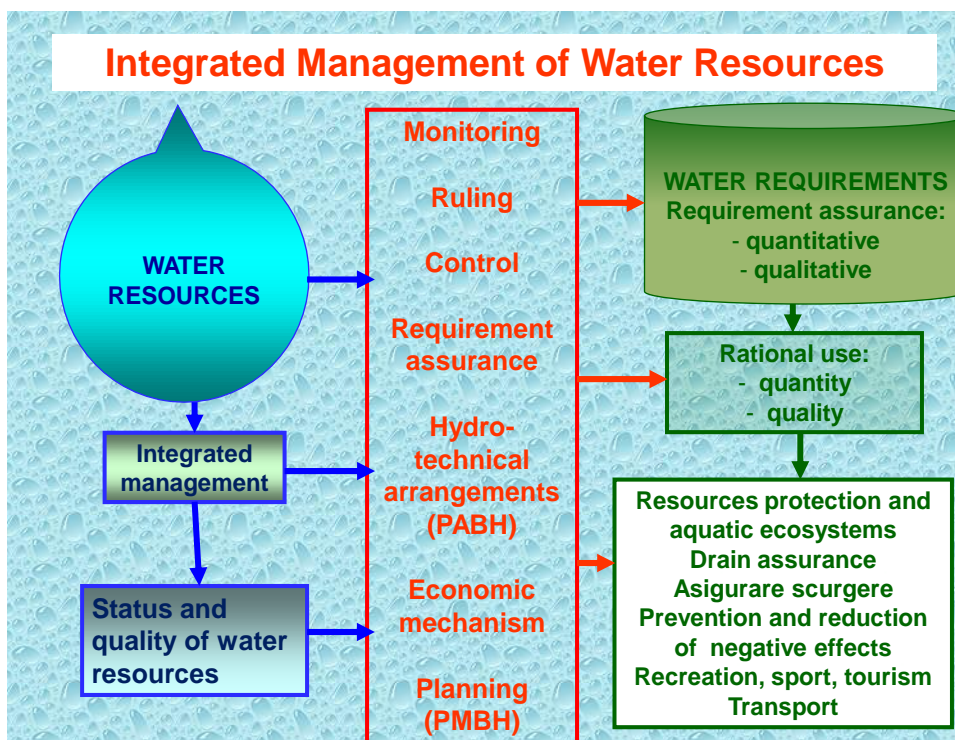 Integrated Management of Water Resources
WATER
RESOURCES
Integrated
management
Status and
quality of water
resources
Monitoring
Ruling
Control
Requirement
assurance
Hydro-
technical
arrangements
(PABH)
Economic
mechanism
Planning
(PMBH)
WATER REQUIREMENTS
Requirement assurance:
- quantitative
- qualitative
Rational use:
- quantity
- quality
Resources protection and
aquatic ecosystems
Drain assurance
Asigurare scurgere
Prevention and reduction
of negative effects
Recreation, sport, tourism
Transport